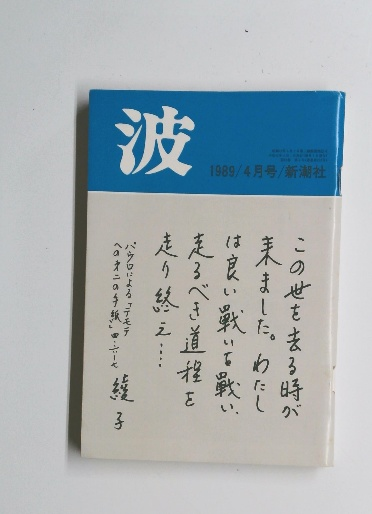 波
1989/4月号/新潮社
この世を去る時が
来ました。わたし
は良い戦いを戦い、
走るべき道程を
走り終え…
パウロによる「テモテ
への第二の手紙」四・六ー七
綾子